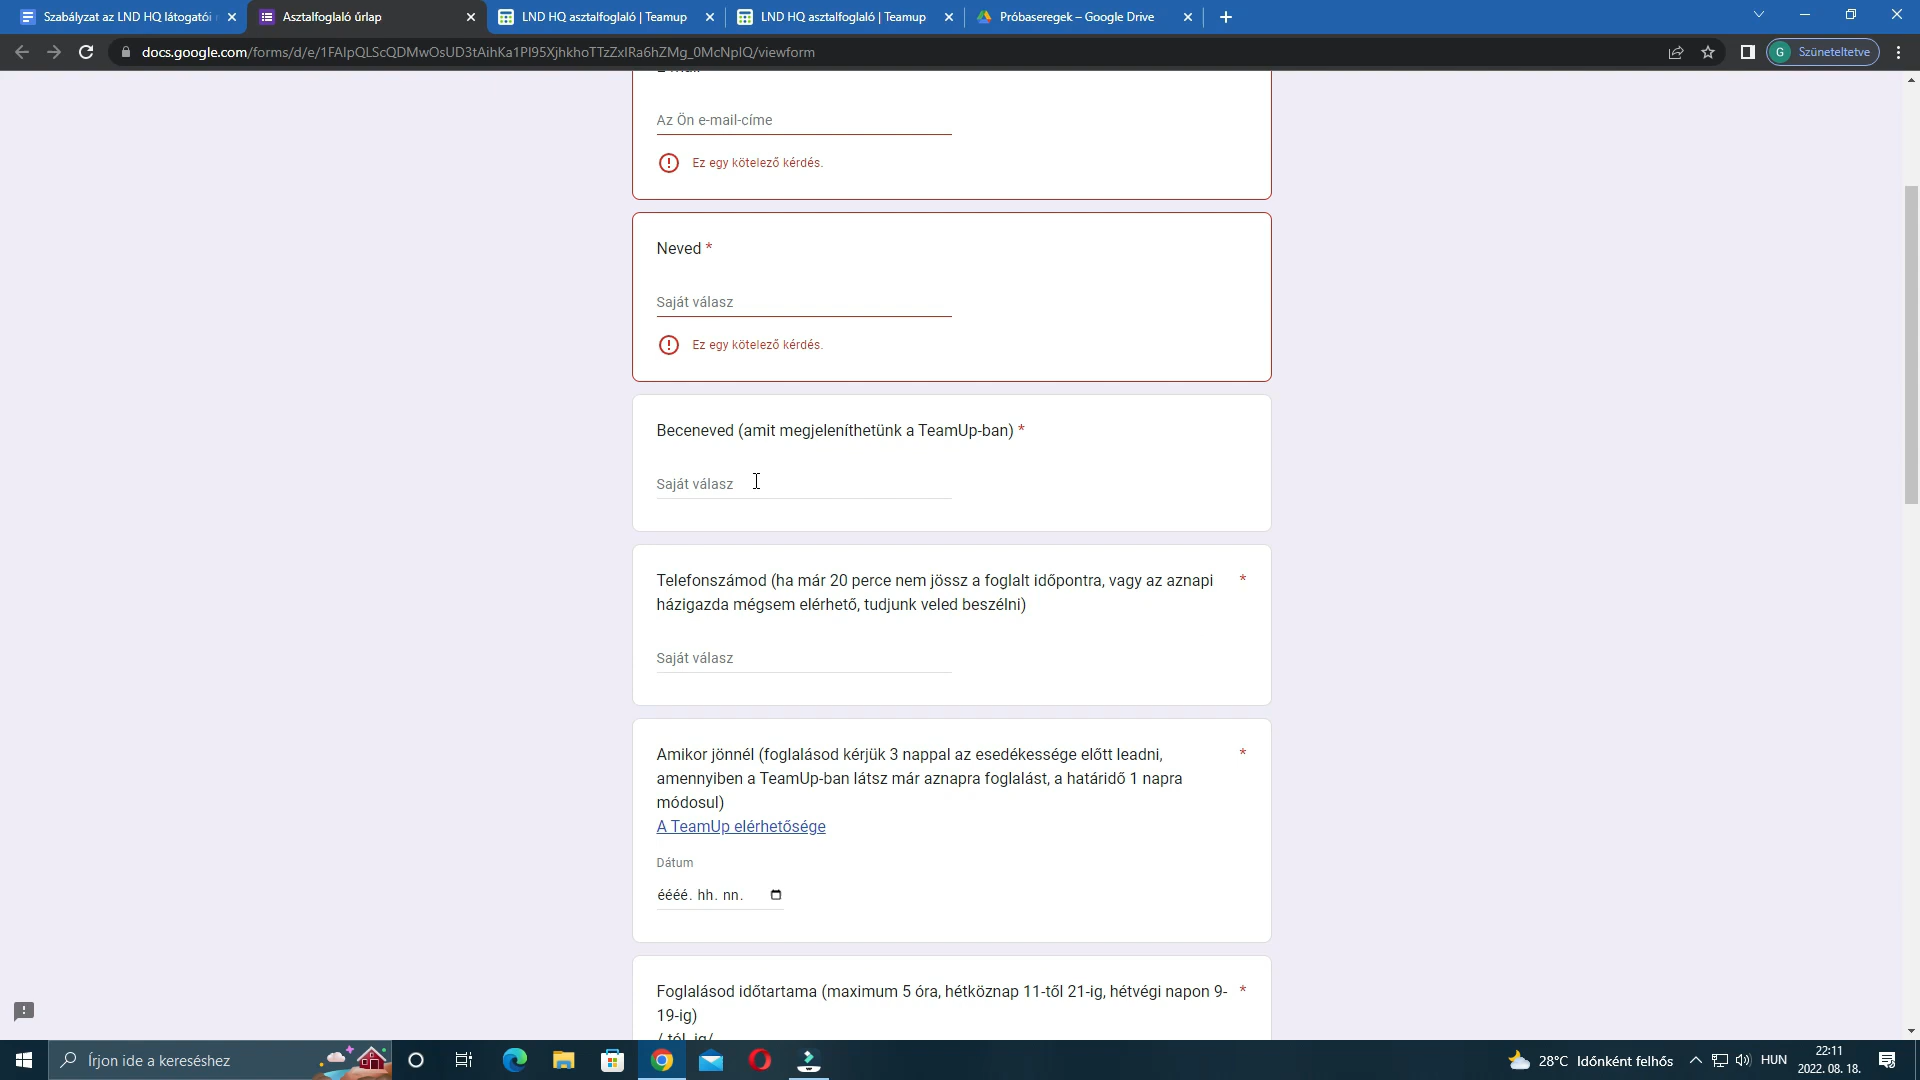 Szabályzat az LND HQ látogatói
Asztalfoglaló űrlap
LND HQ asztalfoglaló | Teamup
LND HQ asztalfoglaló | Teamup
Próbaseregek – Google Drive
docs.google.com/forms/d/e/1FAIpQLScQDMwOsUD3tAihKa1PI95XjhkhoTTzZxIRa6hZMg_0McNpIQ/viewform
G Szüneteltetve
Az Ön e-mail-címe
Ez egy kötelező kérdés.
Neved *
Saját válasz
Ez egy kötelező kérdés.
Beceneved (amit megjeleníthetünk a TeamUp-ban) *
Saját válasz
Telefonszámod (ha már 20 perce nem jössz a foglalt időpontra, vagy az aznapi *
házigazda mégsem elérhető, tudjunk veled beszélni)
Saját válasz
Amikor jönnél (foglalásod kérjük 3 nappal az esedékessége előtt leadni, *
amennyiben a TeamUp-ban látsz már aznapra foglalást, a határidő 1 napra
módosul)
A TeamUp elérhetősége
Dátum
éééé. hh. nn.
Foglalásod időtartama (maximum 5 óra, hétköznap 11-től 21-ig, hétvégi napon 9- *
19-ig)
Írjon ide a kereséshez
28°C Időnként felhős
HUN
22:11
2022. 08. 18.